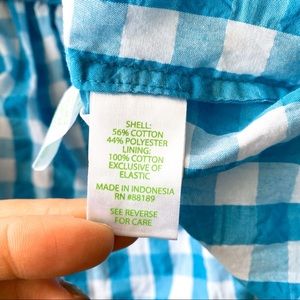 SHELL:
56% COTTON
44% POLYESTER
LINING:
100% COTTON
EXCLUSIVE OF
ELASTIC
MADE IN INDONESIA
RN #88189
SEE REVERSE
FOR CARE